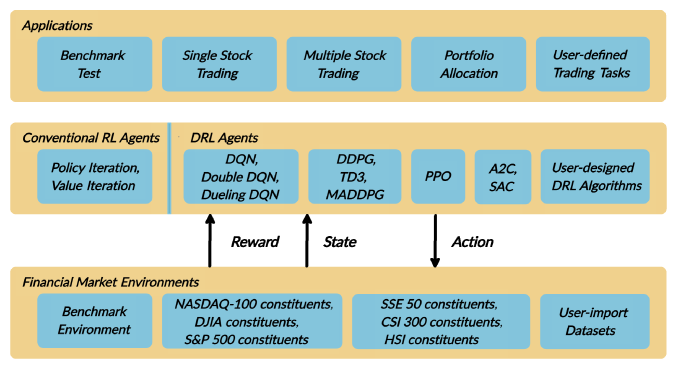 Applications
Benchmark
Test
Single Stock
Trading
Multiple Stock
Trading
Portfolio
Allocation
User-defined
Trading Tasks
Conventional RL Agents
DRL Agents
Policy Iteration,
Value Iteration
DQN,
Double DQN,
Dueling DQN
DDPG,
TD3,
MADDPG
PPO
A2C,
SAC
User-designed
DRL Algorithms
Reward
State
Action
Financial Market Environments
Benchmark
Environment
NASDAQ-100 constituents,
DJIA constituents,
S&P 500 constituents
SSE 50 constituents,
CSI 300 constituents,
HSI constituents
User-import
Datasets